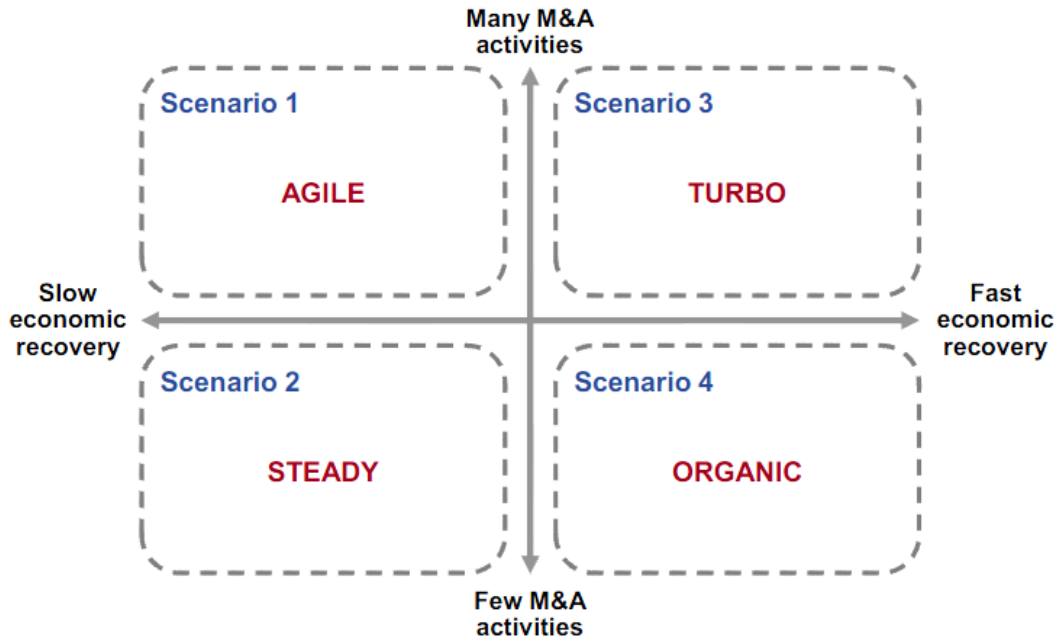 Many M&A
activities
Scenario 1
Scenario 3
AGILE
TURBO
Slow
economic
recovery
Fast
economic
recovery
Scenario 2
Scenario 4
STEADY
ORGANIC
Few M&A
activities